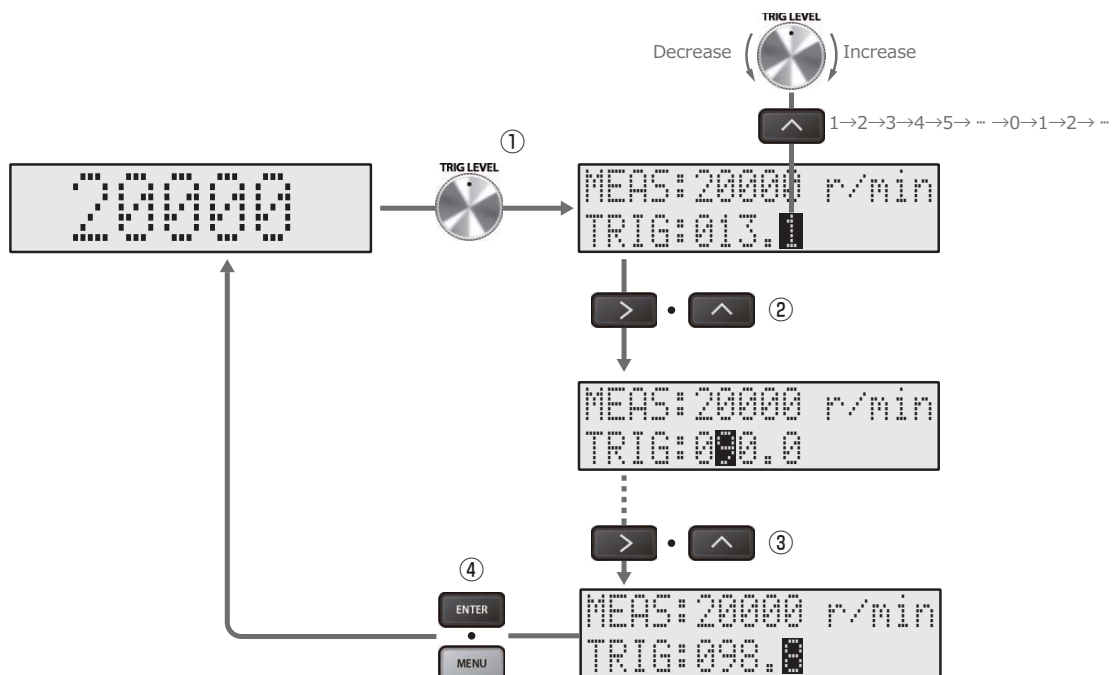 TRIG LEVEL
Decrease
Increase
1→2→3→4→5→ ··· →0→1→2→ ···
①
TRIG LEVEL
20000
MEAS:20000 r/min
TRIG:013.1
②
MEAS:20000 r/min
TRIG:090.0
③
④
ENTER
MENU
MEAS:20000 r/min
TRIG:098.8